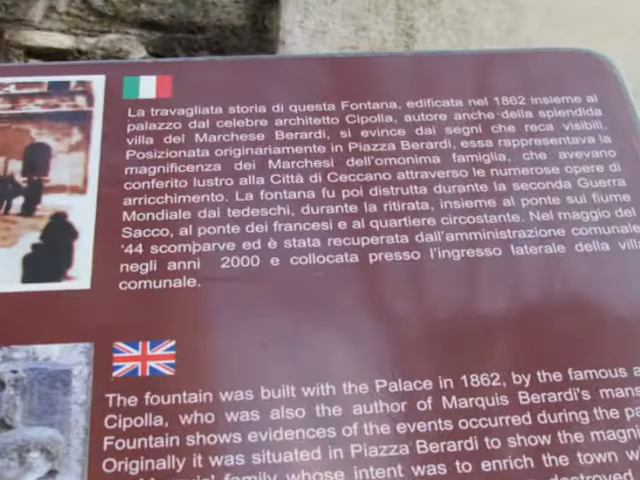 La travagliata storia di questa Fontana, edificata nel 1862 insieme al
palazzo dal celebre architetto Cipolla, autore anche della splendida
villa del Marchese Berardi, si evince dai segni che reca visibili.
Posizionata originariamente in Piazza Berardi, essa rappresentava la
magnificenza dei Marchesi dell'omonima famiglia, che avevano
conferito lustro alla Città di Ceccano attraverso le numerose opere di
arricchimento. La fontana fu poi distrutta durante la seconda Guerra
Mondiale dai tedeschi, durante la ritirata, insieme al ponte sul fiume
Sacco, al ponte dei francesi e al quartiere circostante. Nel maggio del
'44 scomparve ed è stata recuperata dall'amministrazione comunale
negli anni 2000 e collocata presso l'ingresso laterale della villa
comunale.
The fountain was built with the Palace in 1862, by the famous
Cipolla, who was also the author of Marquis Berardi's
Fountain shows evidences of the events occurred during the
Originally it was situated in Piazza Berardi to show the
family whose intent was to enrich the town
destroyed